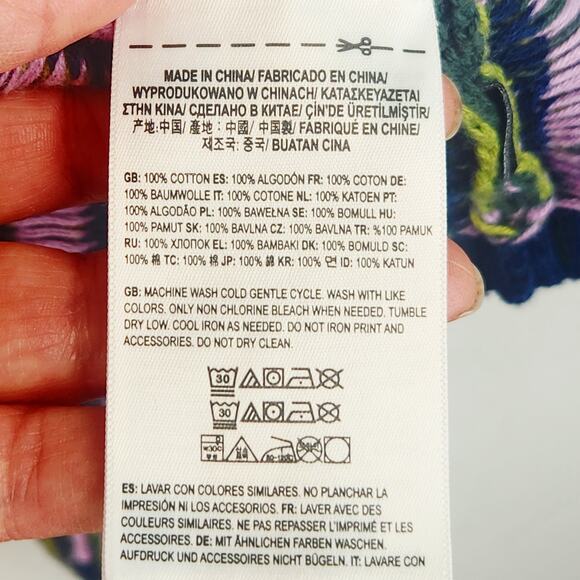 MADE IN CHINA/ FABRICADO EN CHINA/
WYPRODUKOWANO W CHINACH/ ΚΑΤΑΣΚΕΥΑΖΕΤΑΙ
ΣΤΗΝ ΚΙΝΑ/ СДЕЛАНО В КИТАЕ/ ÇİN'DE ÜRETİLMİŞTİR/
产地:中国/ 產地: 中國/ 中国製/ FABRIQUÉ EN CHINE/
제조국: 중국/ BUATAN CINA
GB: 100% COTTON ES: 100% ALGODÓN FR: 100% COTON DE:
100% BAUMWOLLE IT: 100% COTONE NL: 100% KATOEN PT:
100% ALGODÃO PL: 100% BAWEŁNA SE: 100% BOMULL HU:
100% PAMUT SK: 100% BAVLNA CZ: 100% BAVLNA TR: %100 PAMUK
RU: 100% ХЛОПОК EL: 100% BAMBAKI DK: 100% BOMULD SC:
100% 棉 TC: 100% 棉 JP: 100% 綿 KR: 100% 면 ID: 100% KATUN
GB: MACHINE WASH COLD GENTLE CYCLE. WASH WITH LIKE
COLORS. ONLY NON CHLORINE BLEACH WHEN NEEDED. TUMBLE
DRY LOW. COOL IRON AS NEEDED. DO NOT IRON PRINT AND
ACCESSORIES. DO NOT DRY CLEAN.
30
30
ES: LAVAR CON COLORES SIMILARES. NO PLANCHAR LA
IMPRESIÓN NI LOS ACCESORIOS. FR: LAVER AVEC DES
COULEURS SIMILAIRES. NE PAS REPASSER L'IMPRIMÉ ET LES
ACCESSOIRES. DE: MIT ÄHNLICHEN FARBEN WASCHEN.
AUFDRUCK UND ACCESSOIRES NICHT BÜGELN. IT: LAVARE CON